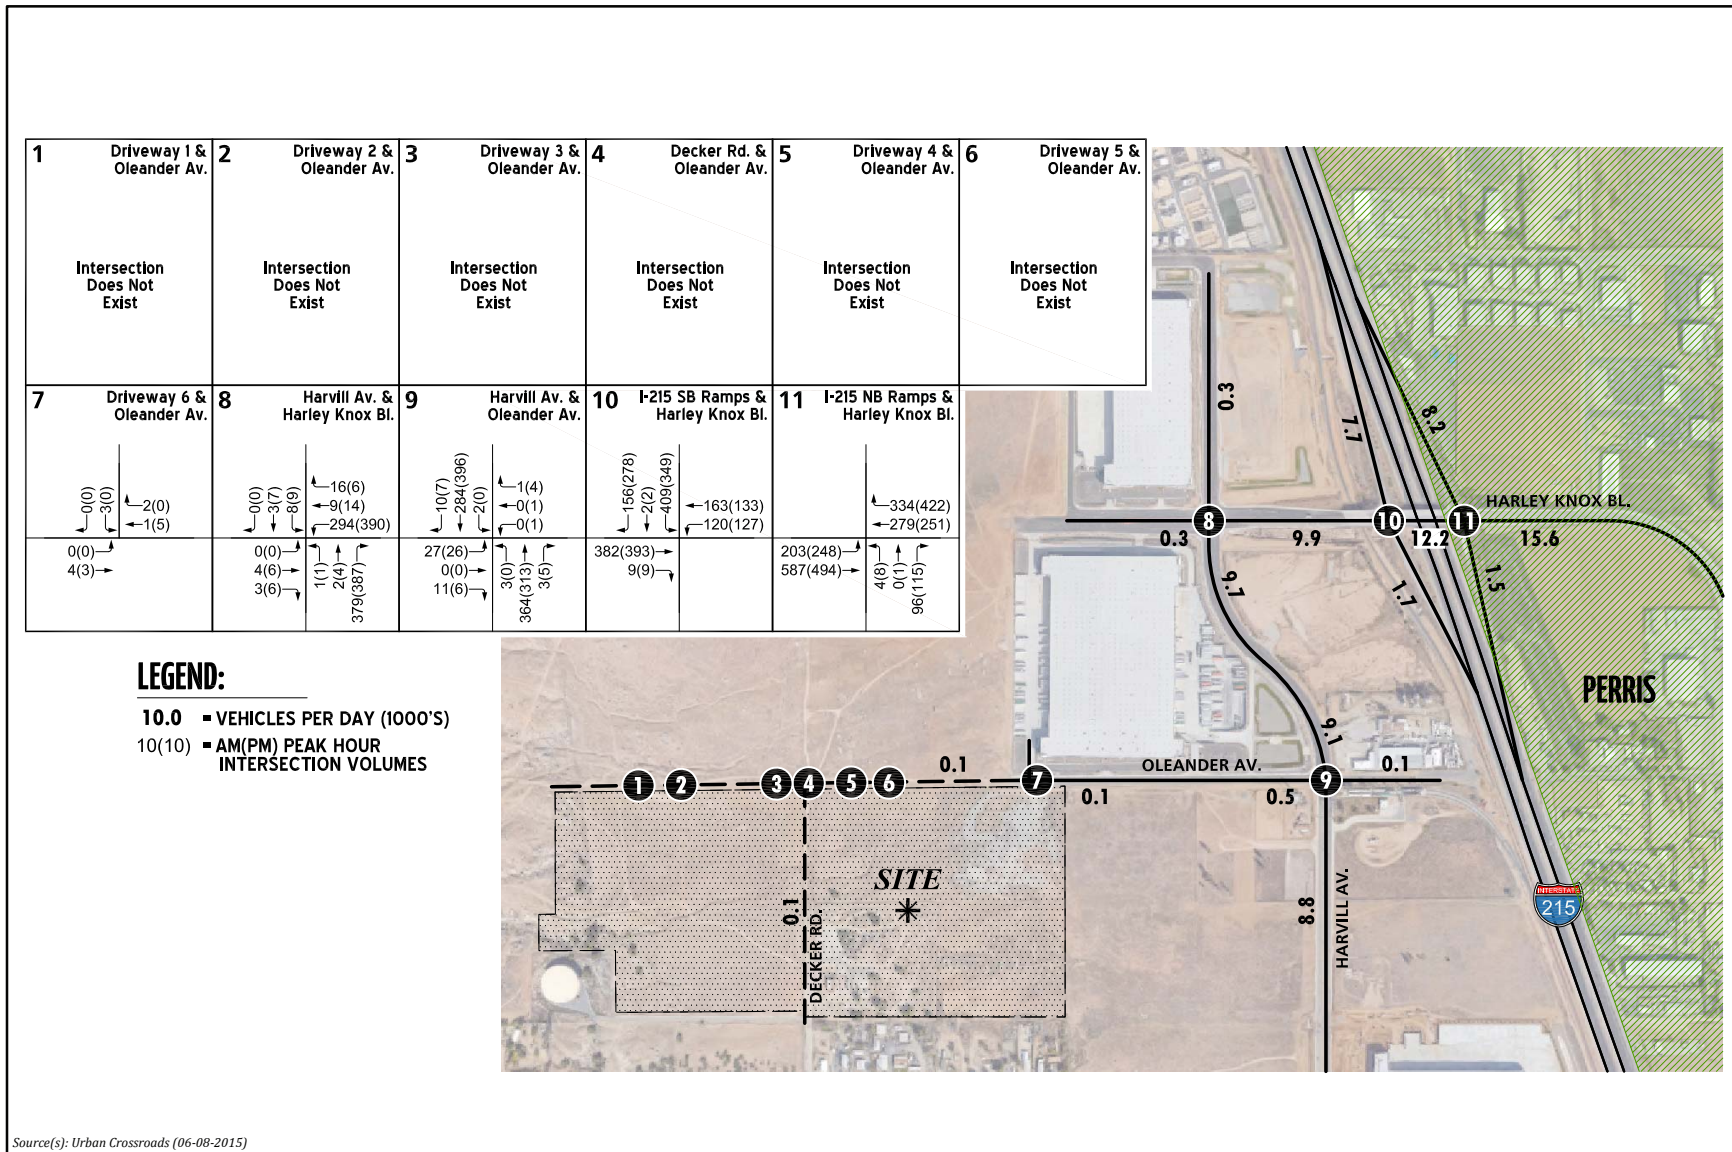 1
Driveway 1 &
Oleander Av.
Intersection
Does Not
Exist
2
Driveway 2 &
Oleander Av.
Intersection
Does Not
Exist
3
Driveway 3 &
Oleander Av.
Intersection
Does Not
Exist
4
Decker Rd. &
Oleander Av.
Intersection
Does Not
Exist
5
Driveway 4 &
Oleander Av.
Intersection
Does Not
Exist
6
Driveway 5 &
Oleander Av.
Intersection
Does Not
Exist
7
Driveway 6 &
Oleander Av.
0(0)
3(0)
2(0)
1(5)
0(0)
4(3)
8
Harvill Av. &
Harley Knox Bl.
0(0)
3(7)
8(9)
16(6)
9(14)
294(390)
0(0)
4(6)
3(6)
1(1)
2(4)
379(387)
9
Harvill Av. &
Oleander Av.
10(7)
284(396)
2(0)
1(4)
0(1)
0(1)
27(26)
0(0)
11(6)
3(0)
364(313)
3(5)
10
I-215 SB Ramps &
Harley Knox Bl.
156(278)
2(2)
409(349)
163(133)
120(127)
382(393)
9(9)
11
I-215 NB Ramps &
Harley Knox Bl.
334(422)
279(251)
203(248)
587(494)
4(8)
0(1)
96(115)
LEGEND:
10.0 = VEHICLES PER DAY (1000'S)
10(10) = AM(PM) PEAK HOUR
INTERSECTION VOLUMES
0.3
7.7
8.2
HARLEY KNOX BL.
8
10
11
0.3
9.9
12.2
15.6
9.7
1.7
1.5
PERRIS
9.1
OLEANDER AV.
0.1
0.1
1
2
3
4
5
6
7
9
0.1
0.5
SITE
0.1
DECKER RD.
8.8
HARVILL AV.
INTERSTATE
215
Source(s): Urban Crossroads (06-08-2015)